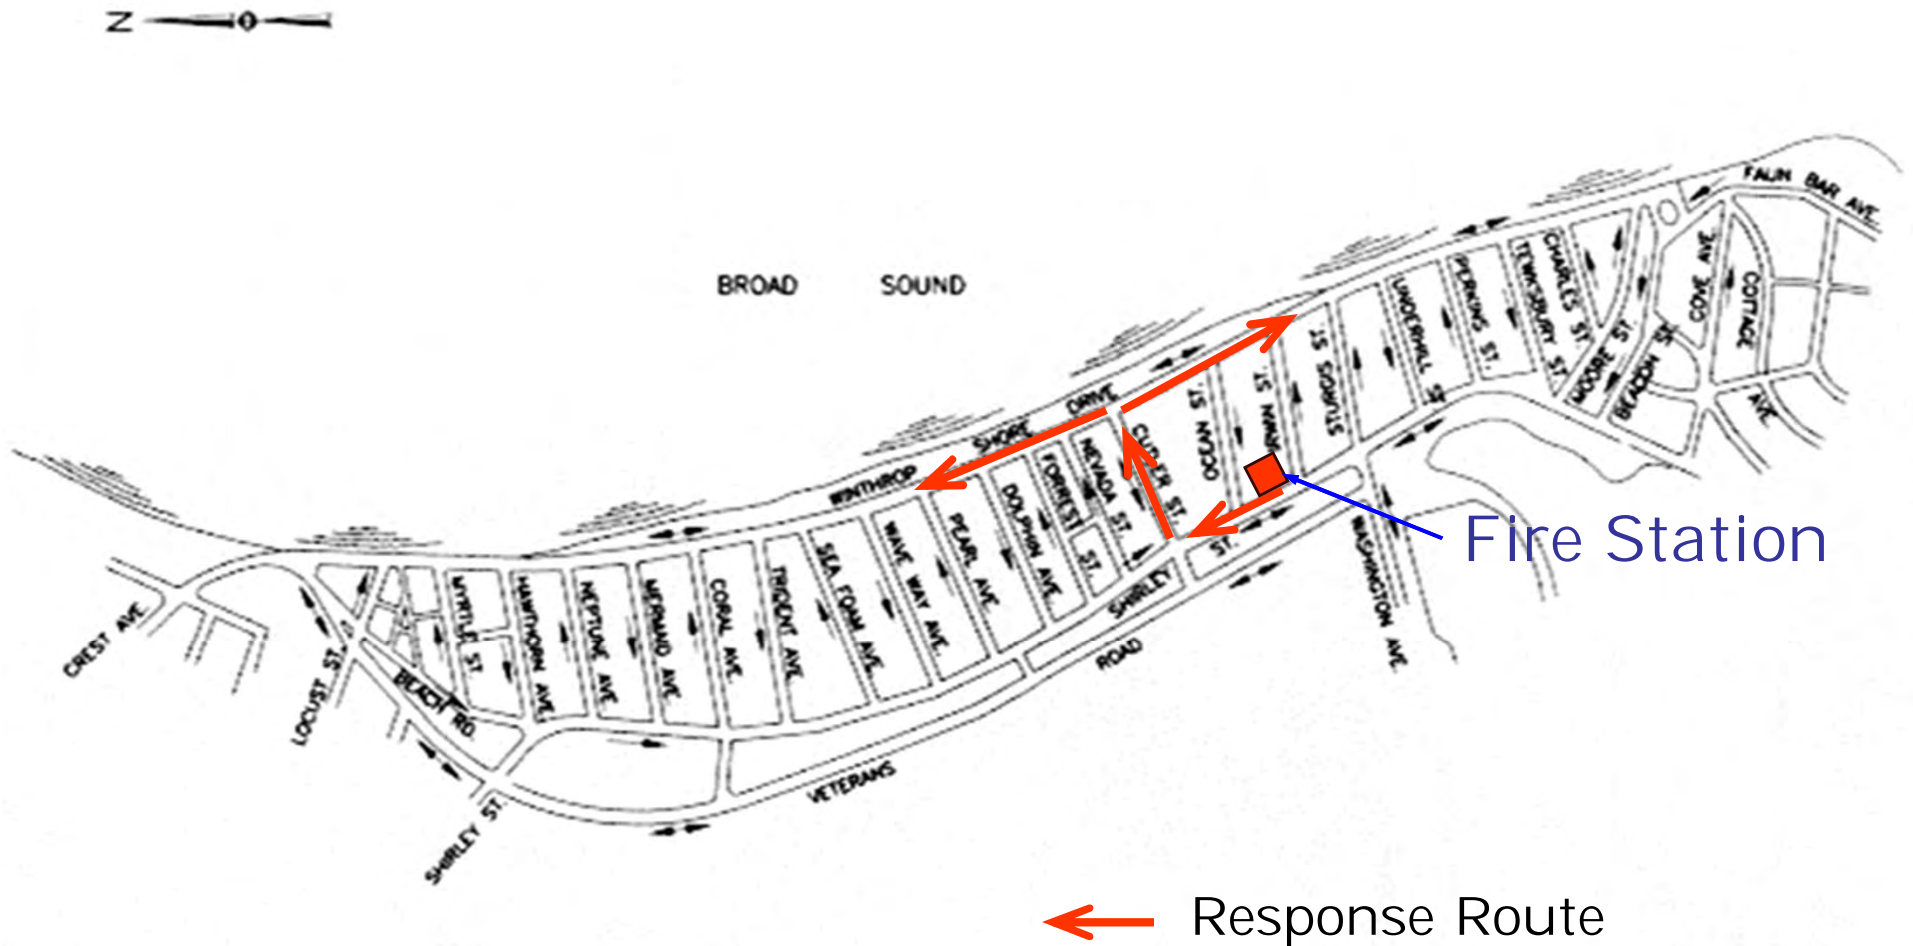 Z
BROAD SOUND
FAUN BAR AVE.
WINTHROP SHORE DRIVE
CHARLES ST.
TEWKSBURY ST.
PERKINS ST.
UNDERHILL ST.
STURGIS ST.
OCEAN ST.
CUTLER ST.
NEVADA ST.
FORREST ST.
DOLPHIN AVE.
PEARL AVE.
WAVE WAY AVE.
SEA FOAM AVE.
TRIDENT AVE.
CORAL AVE.
MERMAID AVE.
NEPTUNE AVE.
HAWTHORN AVE.
MYRTLE ST
MOORE ST.
BEACON ST.
COVE AVE
COTTAGE AVE.
CREST AVE.
LOCUST ST.
BEACH RD.
SHIRLEY ST.
SHIRLEY ST.
VETERANS ROAD
WASHINGTON AVE.
Fire Station
Response Route